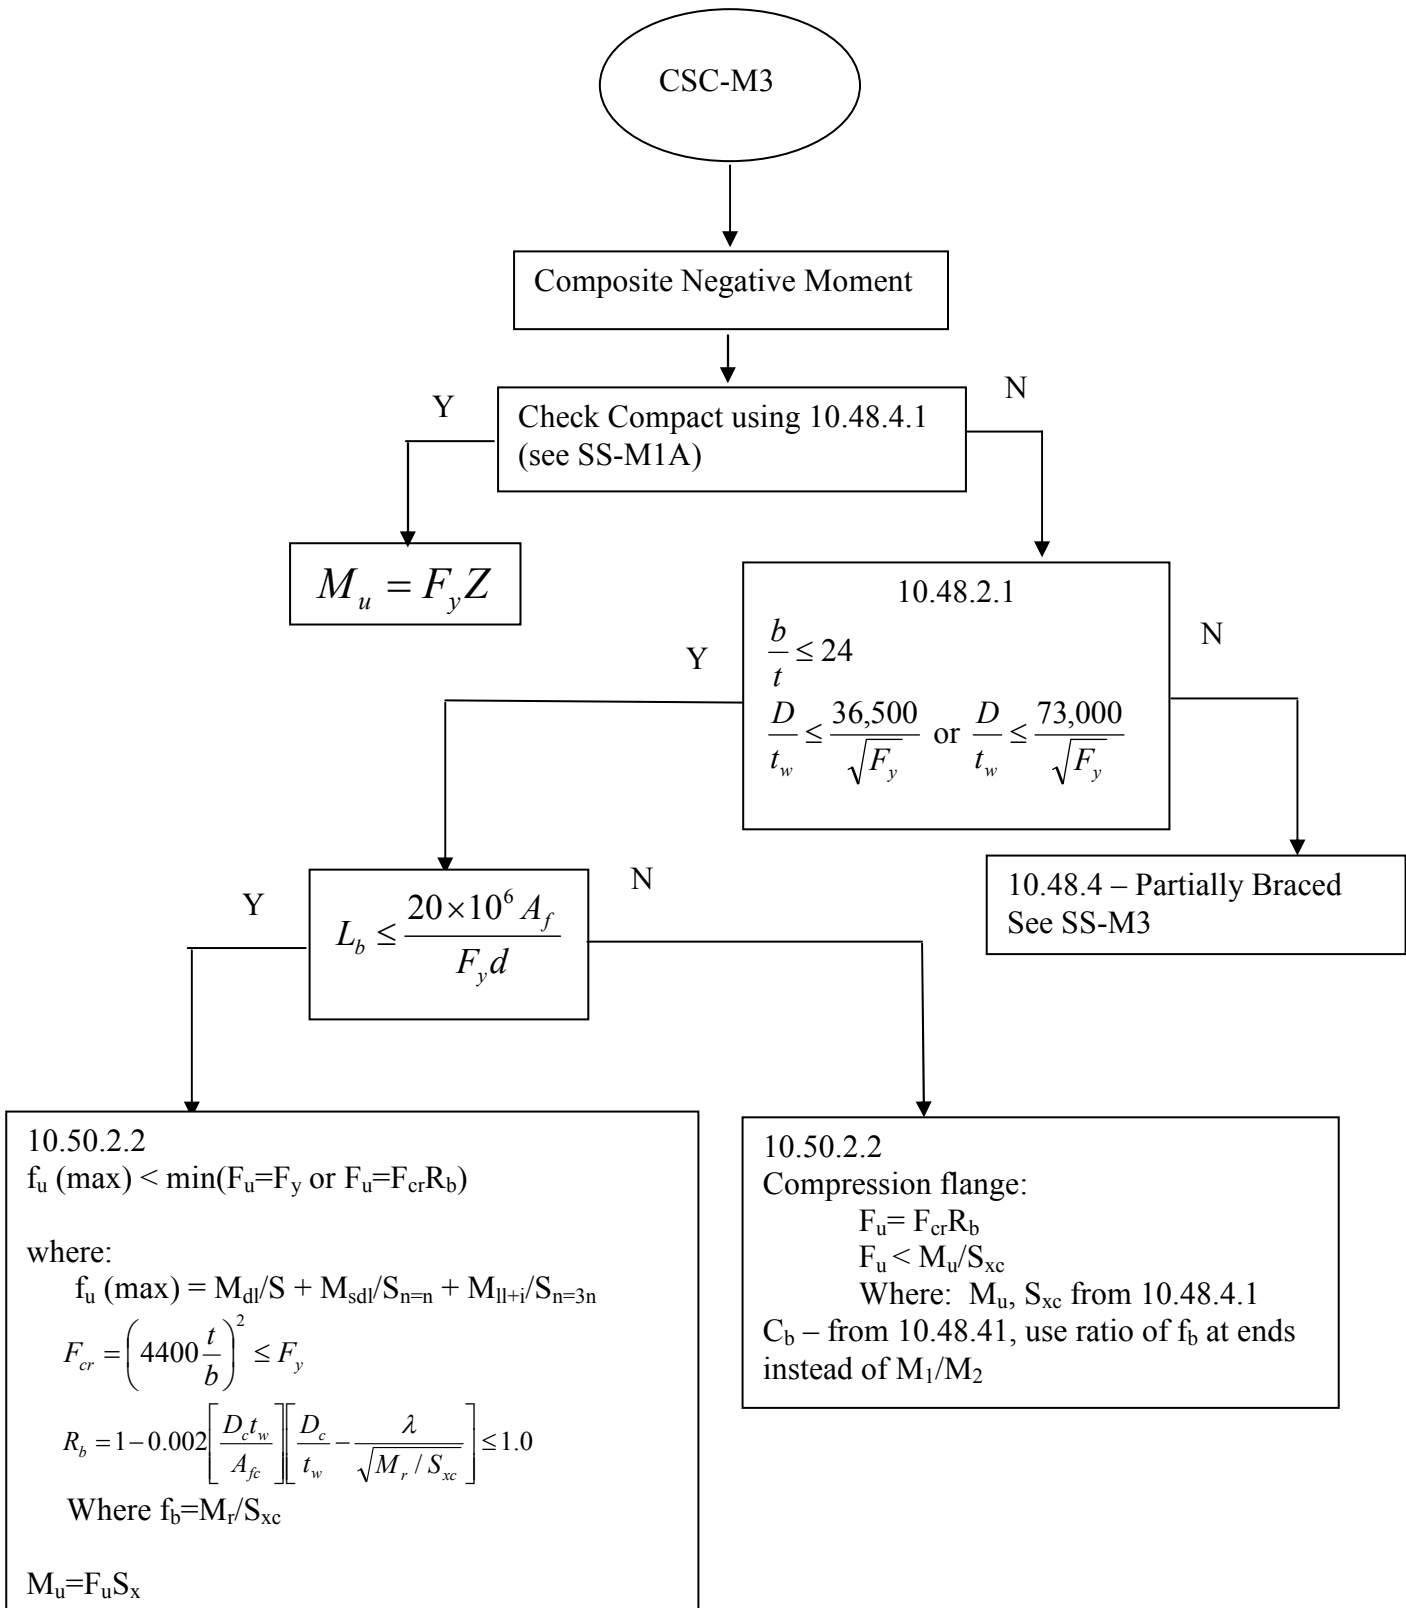 CSC-M3
Composite Negative Moment
Y
N
Check Compact using 10.48.4.1
(see SS-M1A)
M_u = F_y Z
10.48.2.1
b/t ≤ 24
D/t_w ≤ 36,500/√F_y or D/t_w ≤ 73,000/√F_y
Y
N
10.48.4 – Partially Braced
See SS-M3
Y
N
L_b ≤ 20×10⁶ A_f / F_y d
10.50.2.2
f_u (max) < min(F_u=F_y or F_u=F_crR_b)
where:
f_u (max) = M_dl/S + M_sdl/S_n=n + M_ll+i/S_n=3n
F_cr = (4400 t/b)² ≤ F_y
R_b = 1−0.002[D_c t_w / A_fc][D_c/t_w − λ/√(M_r / S_xc)] ≤ 1.0
Where f_b=M_r/S_xc
M_u=F_uS_x
10.50.2.2
Compression flange:
F_u= F_crR_b
F_u < M_u/S_xc
Where: M_u, S_xc from 10.48.4.1
C_b – from 10.48.41, use ratio of f_b at ends
instead of M_1/M_2